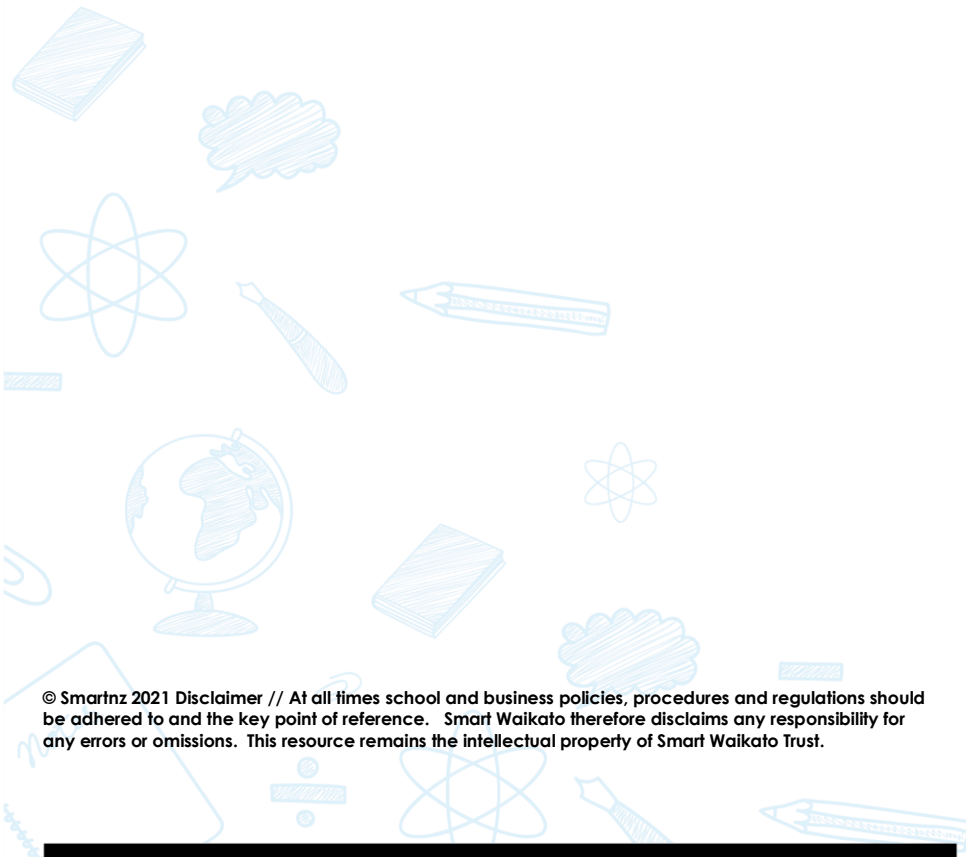 © Smartnz 2021 Disclaimer // At all times school and business policies, procedures and regulations should
be adhered to and the key point of reference. Smart Waikato therefore disclaims any responsibility for
any errors or omissions. This resource remains the intellectual property of Smart Waikato Trust.